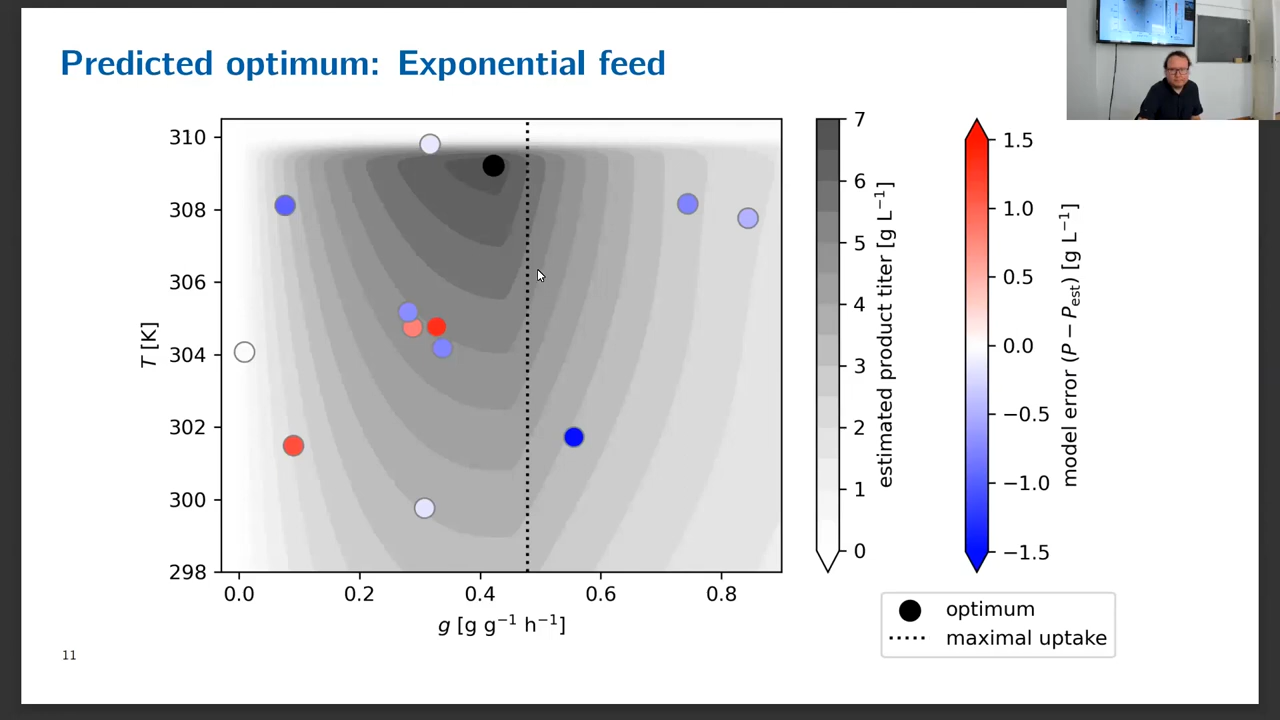 Predicted optimum: Exponential feed
310
308
306
304
302
300
298
T [K]
0.0 0.2 0.4 0.6 0.8
g [g g⁻¹ h⁻¹]
7
6
5
4
3
2
1
0
estimated product titer [g L⁻¹]
1.5
1.0
0.5
0.0
−0.5
−1.0
−1.5
model error (P − Pₑₛₜ) [g L⁻¹]
optimum
maximal uptake
11